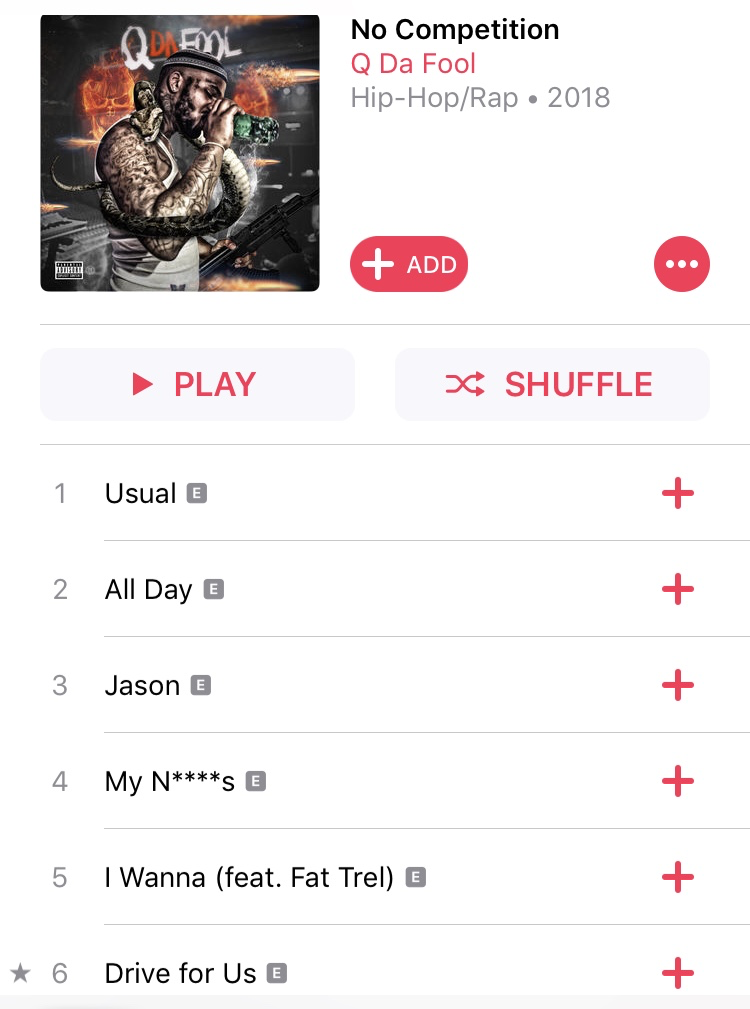 Q DA FOOL
No Competition
Q Da Fool
Hip-Hop/Rap • 2018
ADD
PARENTAL
ADVISORY
EXPLICIT CONTENT
PLAY
SHUFFLE
1 Usual E
2 All Day E
3 Jason E
4 My N****s E
5 I Wanna (feat. Fat Trel) E
★ 6 Drive for Us E